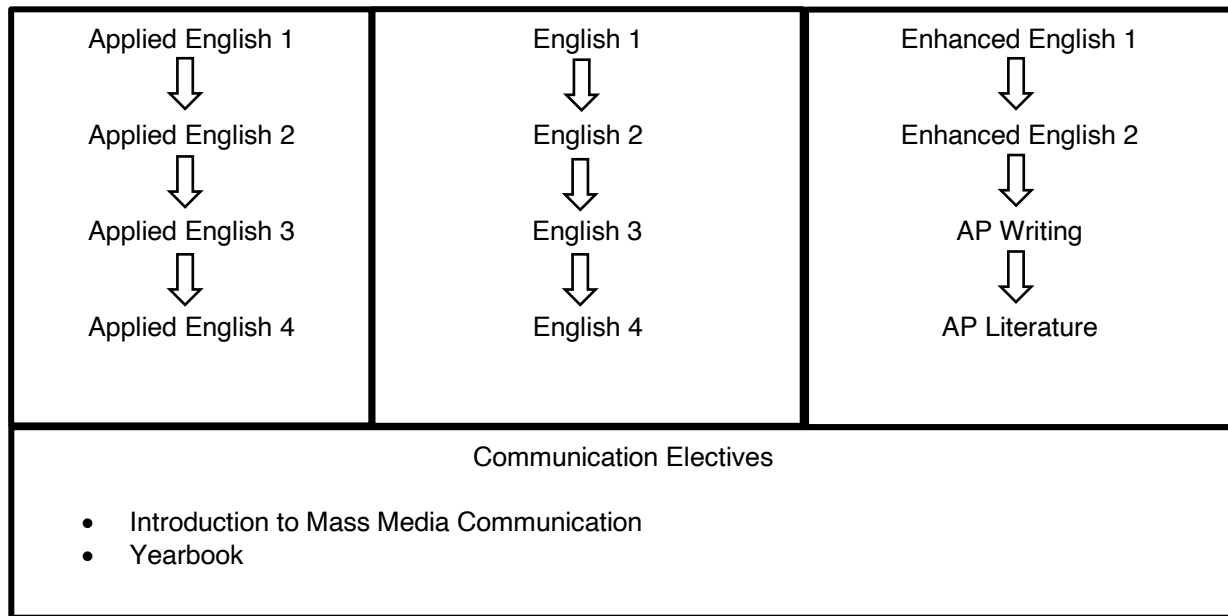 Applied English 1
Applied English 2
Applied English 3
Applied English 4
English 1
English 2
English 3
English 4
Enhanced English 1
Enhanced English 2
AP Writing
AP Literature
Communication Electives
• Introduction to Mass Media Communication
• Yearbook